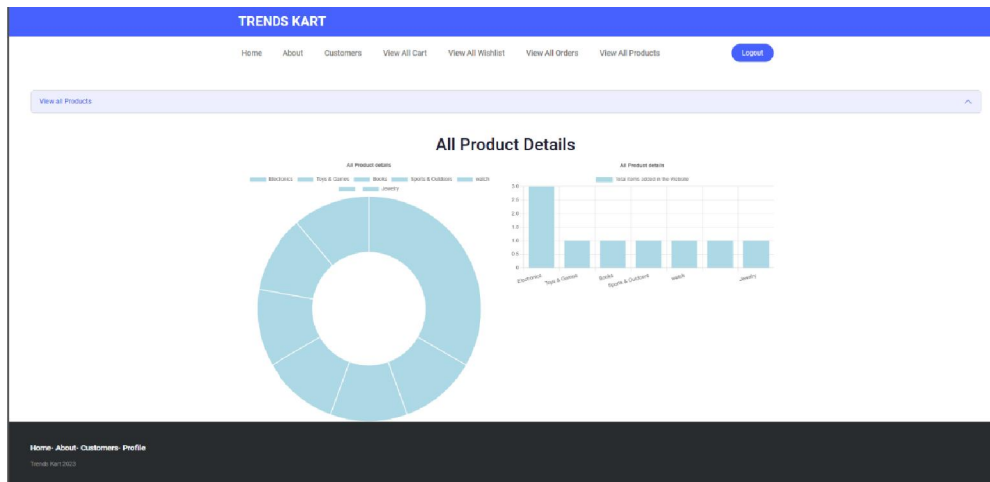 TRENDS KART
Home About Customers View All Cart View All Wishlist View All Orders View All Products Logout
View all Products
All Product Details
All Product details
Electronics Toys & Games Books Sports & Outdoors watch
Jewelry
All Product details
Total items added in the Website
3.0
2.5
2.0
1.5
1.0
0.5
0
Electronics Toys & Games Books Sports & Outdoors watch Jewelry
Home- About- Customers- Profile
Trends Kart 2023